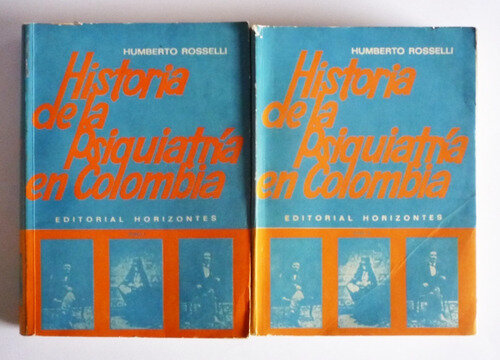 HUMBERTO ROSSELLI
Historia
de la
Psiquiatría
en Colombia
EDITORIAL HORIZONTES
HUMBERTO ROSSELLI
Historia
de la
Psiquiatría
en Colombia
EDITORIAL HORIZONTES